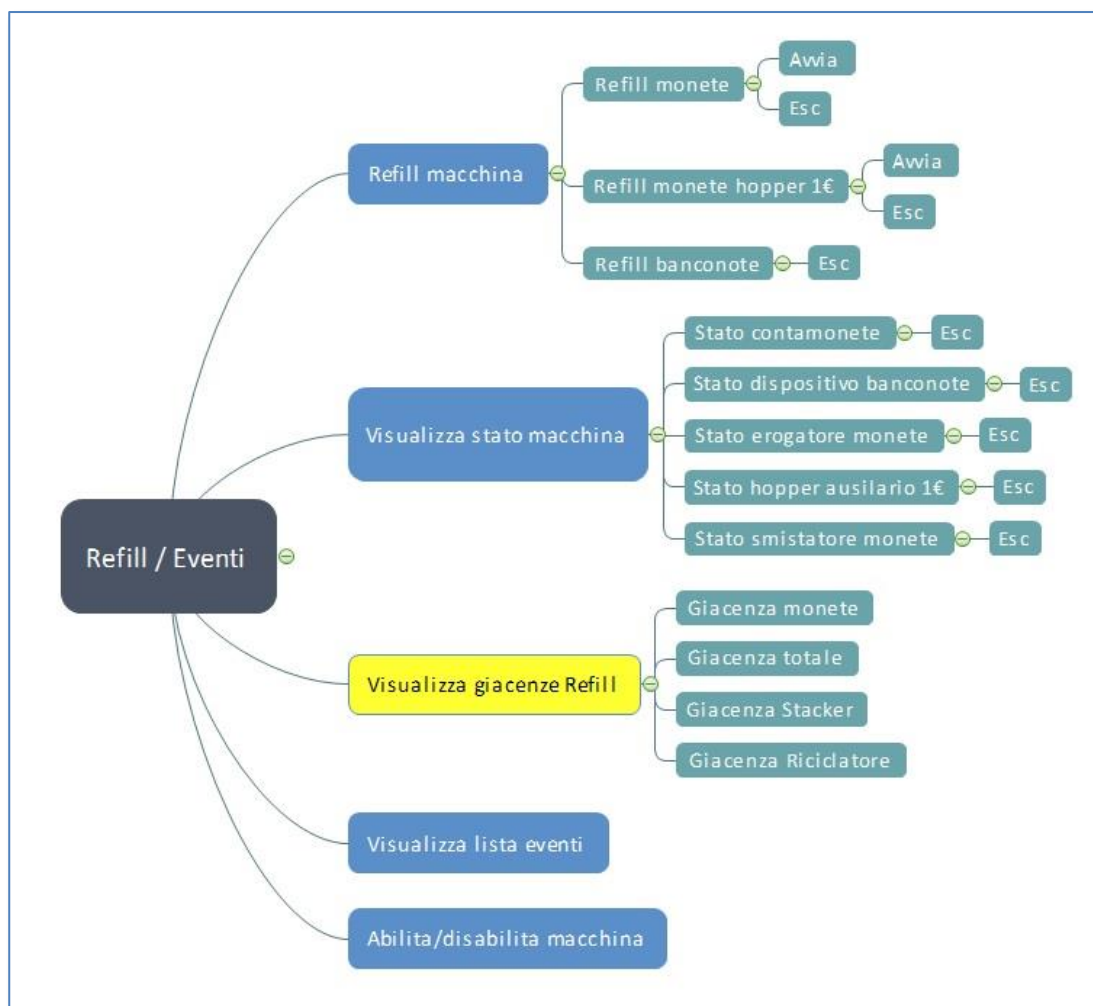 Refill / Eventi
Refill macchina
Refill monete
Avvia
Esc
Refill monete hopper 1€
Avvia
Esc
Refill banconote
Esc
Visualizza stato macchina
Stato contamonete
Esc
Stato dispositivo banconote
Esc
Stato erogatore monete
Esc
Stato hopper ausilario 1€
Esc
Stato smistatore monete
Esc
Visualizza giacenze Refill
Giacenza monete
Giacenza totale
Giacenza Stacker
Giacenza Riciclatore
Visualizza lista eventi
Abilita/disabilita macchina